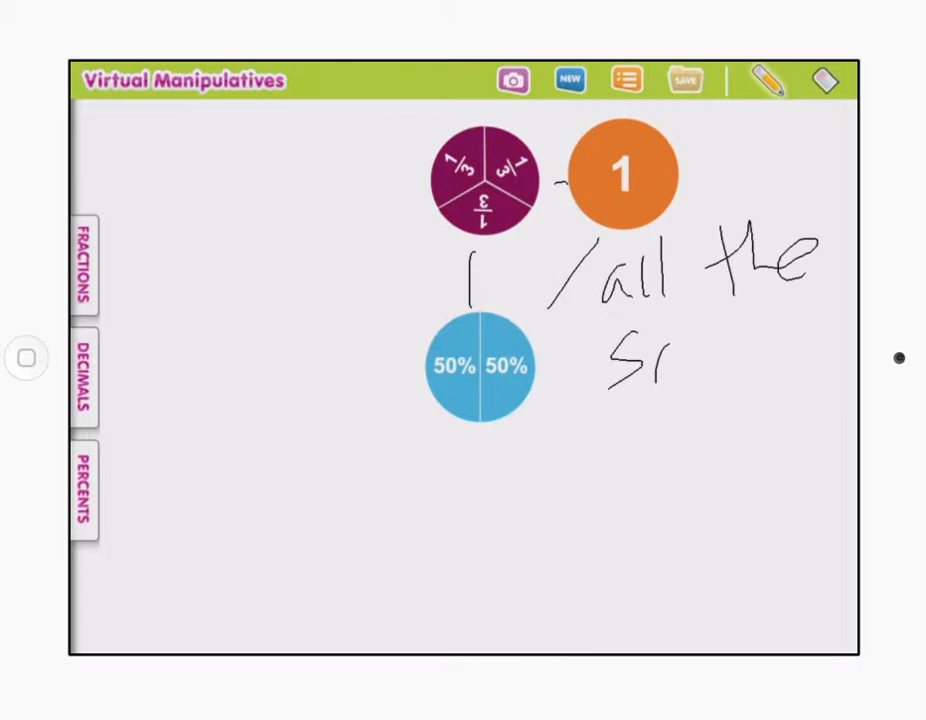 Virtual Manipulatives
NEW
SAVE
FRACTIONS
DECIMALS
PERCENTS
1/3 1/3 1/3
1
all the
50% 50%